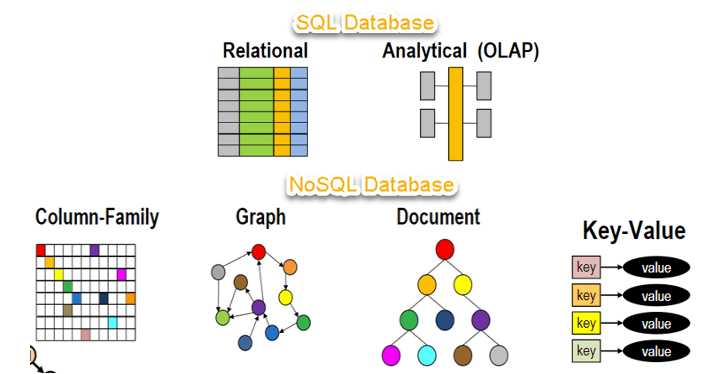 SQL Database
Relational
Analytical (OLAP)
NoSQL Database
Column-Family
Graph
Document
Key-Value
key
value
key
value
key
value
key
value